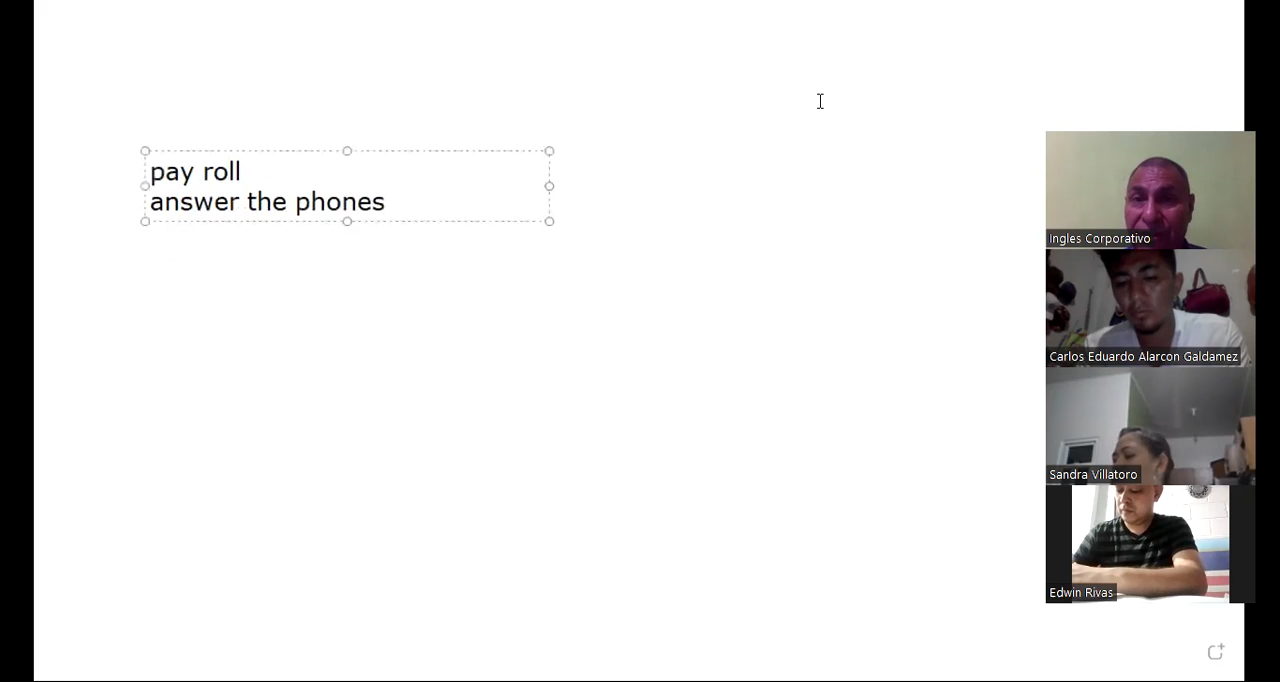 pay roll
answer the phones
Ingles Corporativo
Carlos Eduardo Alarcon Galdamez
Sandra Villatoro
Edwin Rivas